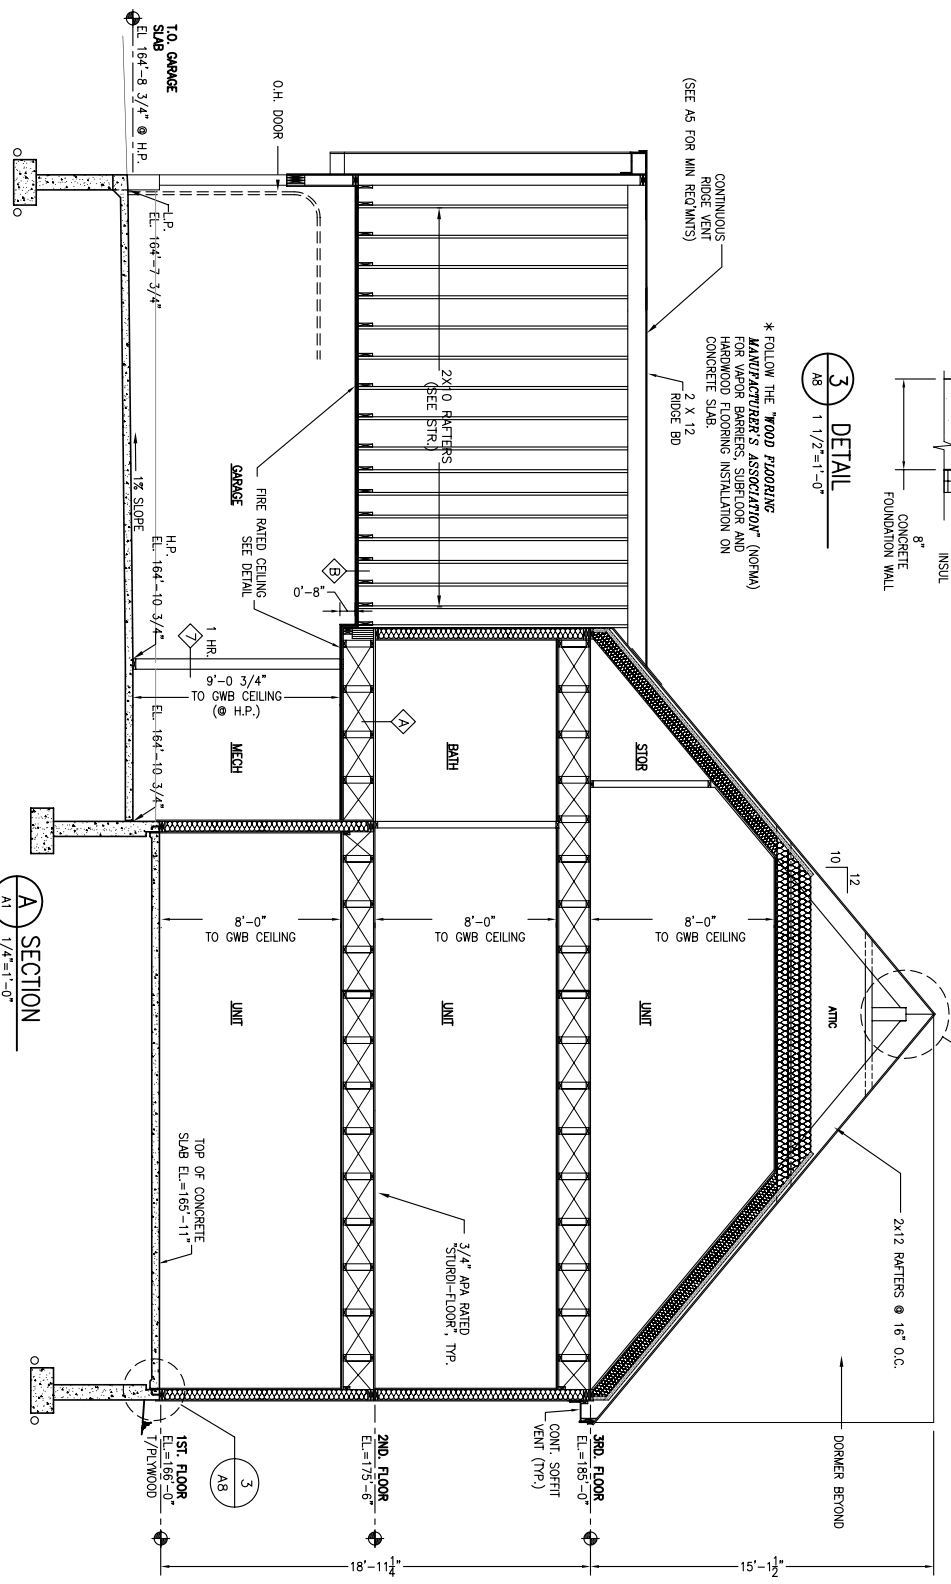 INSUL
8"
CONCRETE
FOUNDATION WALL
3
A8
DETAIL
1 1/2"=1'-0"
* FOLLOW THE "WOOD FLOORING
MANUFACTURER'S ASSOCIATION" (NOFMA)
FOR VAPOR BARRIERS, SUBFLOOR AND
HARDWOOD FLOORING INSTALLATION ON
CONCRETE SLAB.
CONTINUOUS
RIDGE VENT
(SEE A5 FOR MIN REQ'MNTS)
2 X 12
RIDGE BD
2X10 RAFTERS
(SEE STR.)
O.H. DOOR
T.O. GARAGE
SLAB
EL 164'-8 3/4" @ H.P.
L.P.
EL. 164'-7 3/4"
1% SLOPE
H.P.
EL. 164'-10 3/4"
EL. 164'-10 3/4"
GARAGE
FIRE RATED CEILING
SEE DETAIL
B
0'-8"
7
1 HR.
9'-0 3/4"
TO GWB CEILING
(@ H.P.)
MECH
A
BATH
STOR
12
10
ATTIC
8'-0"
TO GWB CEILING
8'-0"
TO GWB CEILING
8'-0"
TO GWB CEILING
UNIT
UNIT
UNIT
2x12 RAFTERS @ 16" O.C.
DORMER BEYOND
3/4" APA RATED
"STURDI-FLOOR", TYP.
TOP OF CONCRETE
SLAB EL.=165'-11"
CONT. SOFFIT
VENT (TYP.)
3RD. FLOOR
EL.=185'-0"
2ND. FLOOR
EL.=175'-6"
1ST. FLOOR
EL.=166'-0"
T/PLYWOOD
3
A8
15'-1 1/2"
18'-11 1/4"
A
A1
SECTION
1/4"=1'-0"